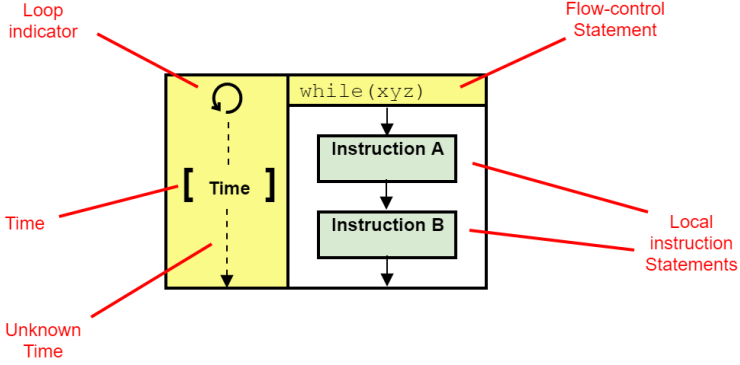 Loop
indicator
Flow-control
Statement
while(xyz)
Instruction A
[ Time ]
Instruction B
Time
Local
instruction
Statements
Unknown
Time